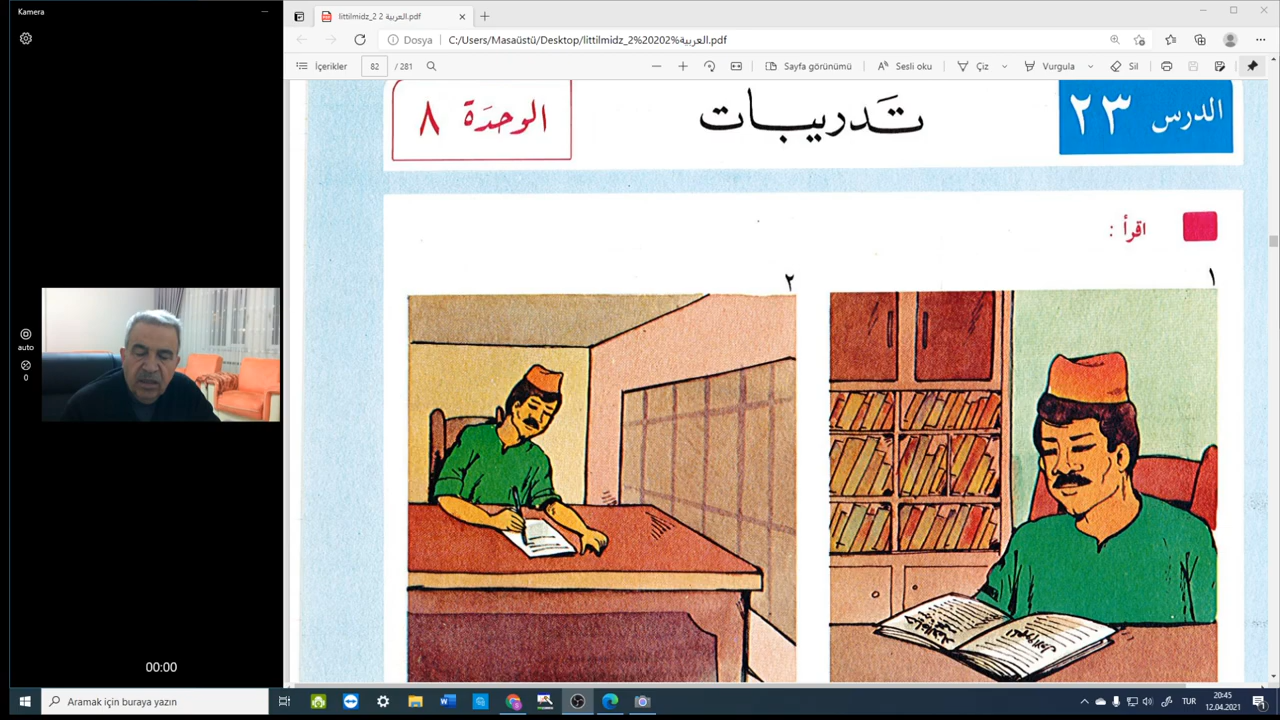 Kamera
littilmidz_2 2 العربية.pdf
Dosya
C:/Users/Masaüstü/Desktop/littilmidz_2%20202%العربية.pdf
İçerikler
82
/ 281
Sayfa görünümü
Sesli oku
Çiz
Vurgula
Sil
الدرس ٢٣
تَدريبات
الوحدَة ٨
اقرأ :
١
٢
auto
0
00:00
Aramak için buraya yazın
TUR
20:45
12.04.2021